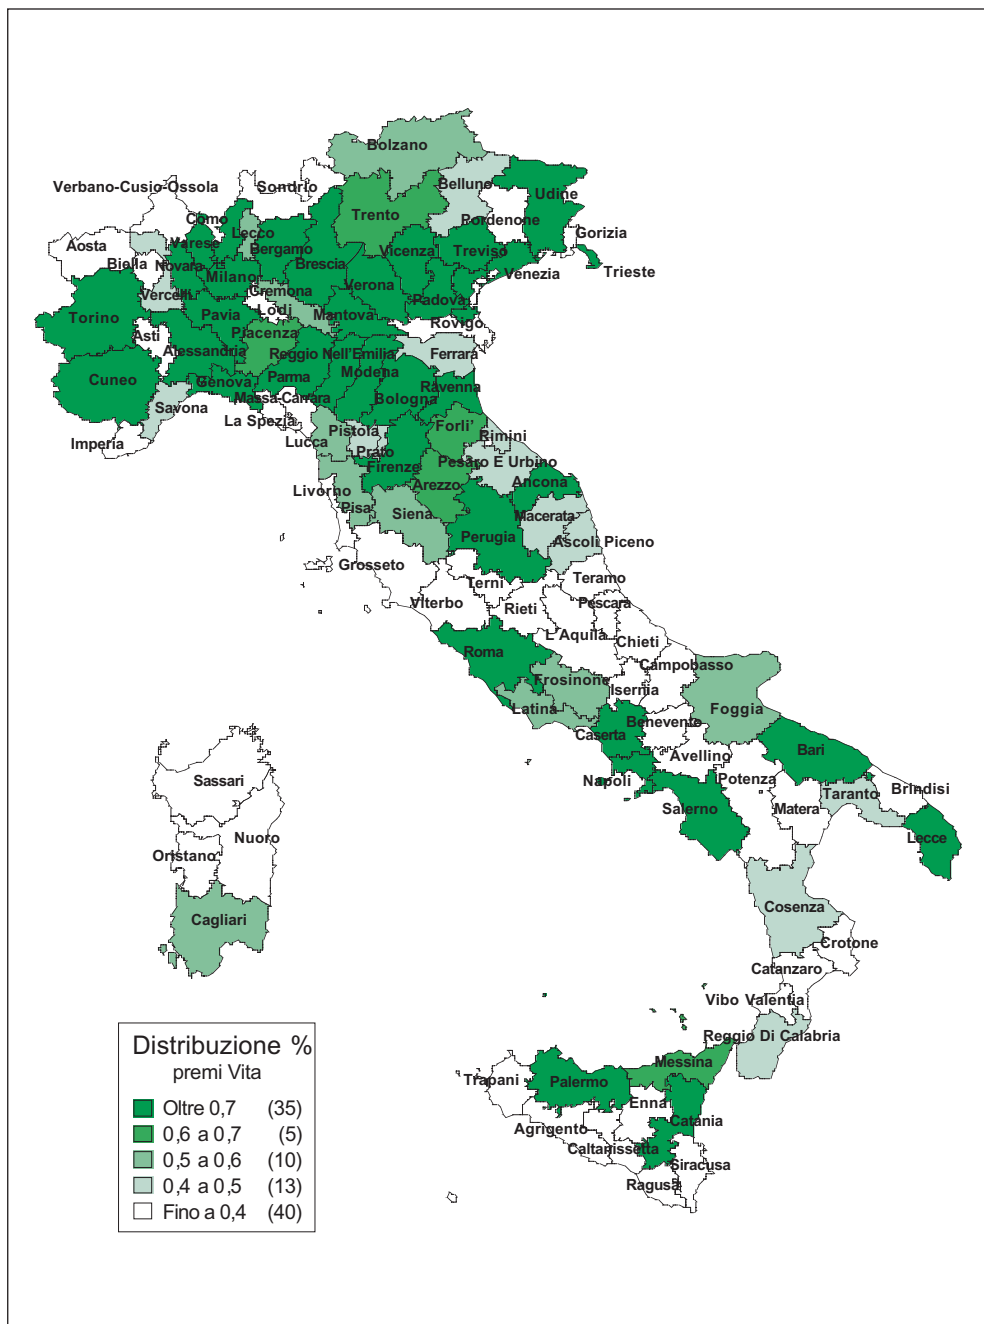 Bolzano
Verbano-Cusio-Ossola
Sondrio
Belluno
Udine
Trento
Pordenone
Como
Gorizia
Aosta
Varese
Lecco
Bergamo
Vicenza
Treviso
Biella
Novara
Milano
Brescia
Venezia
Trieste
Vercelli
Cremona
Verona
Padova
Torino
Pavia
Lodi
Mantova
Rovigo
Asti
Piacenza
Alessandria
Reggio Nell'Emilia
Ferrara
Cuneo
Genova
Parma
Modena
Ravenna
Savona
Massa-Carrara
Bologna
La Spezia
Imperia
Lucca
Pistoia
Forli'
Rimini
Prato
Firenze
Pesaro E Urbino
Livorno
Arezzo
Ancona
Pisa
Siena
Macerata
Perugia
Ascoli Piceno
Grosseto
Terni
Teramo
Viterbo
Rieti
Pescara
L'Aquila
Chieti
Roma
Campobasso
Frosinone
Isernia
Latina
Foggia
Benevento
Caserta
Bari
Avellino
Napoli
Potenza
Sassari
Taranto
Brindisi
Salerno
Matera
Nuoro
Lecce
Oristano
Cosenza
Cagliari
Crotone
Catanzaro
Vibo Valentia
Reggio Di Calabria
Messina
Trapani
Palermo
Enna
Catania
Agrigento
Caltanissetta
Siracusa
Ragusa
Distribuzione %
premi Vita
Oltre 0,7 (35)
0,6 a 0,7 (5)
0,5 a 0,6 (10)
0,4 a 0,5 (13)
Fino a 0,4 (40)